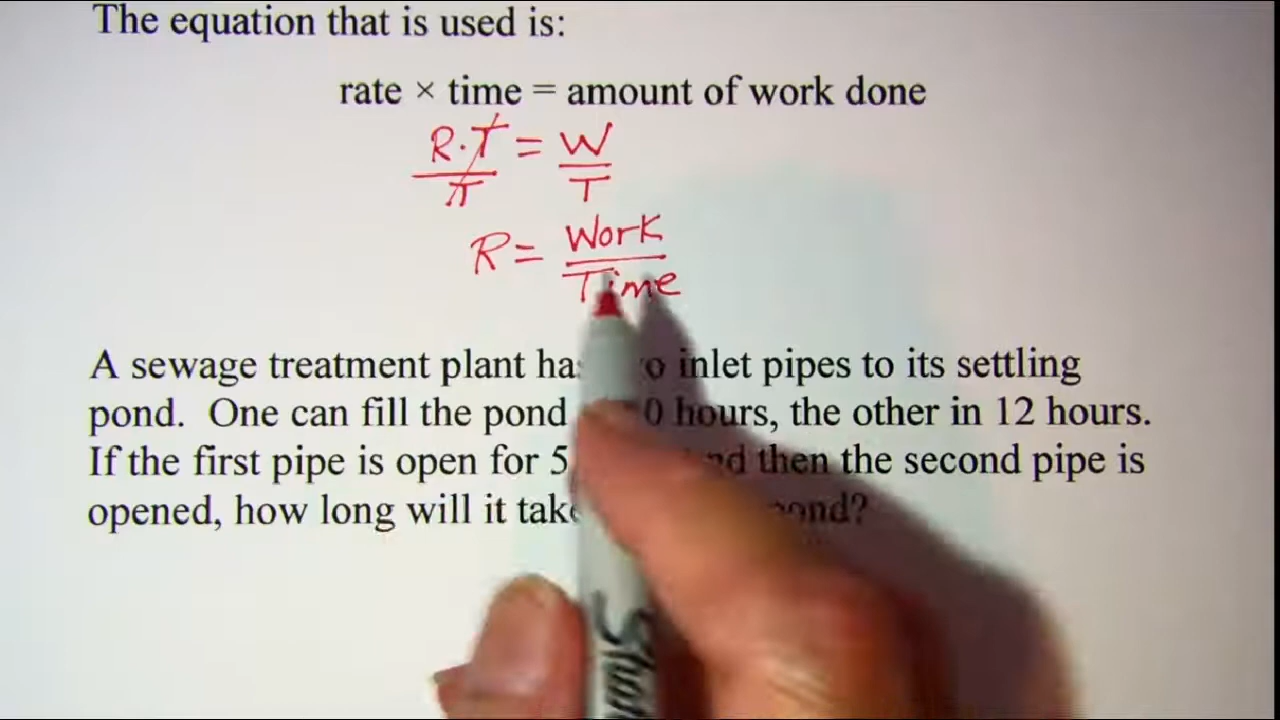 The equation that is used is:
rate × time = amount of work done
R·T = W
T T
R = Work
Time
A sewage treatment plant ha inlet pipes to its settling
pond. One can fill the pond 0 hours, the other in 12 hours.
If the first pipe is open for 5 then the second pipe is
opened, how long will it